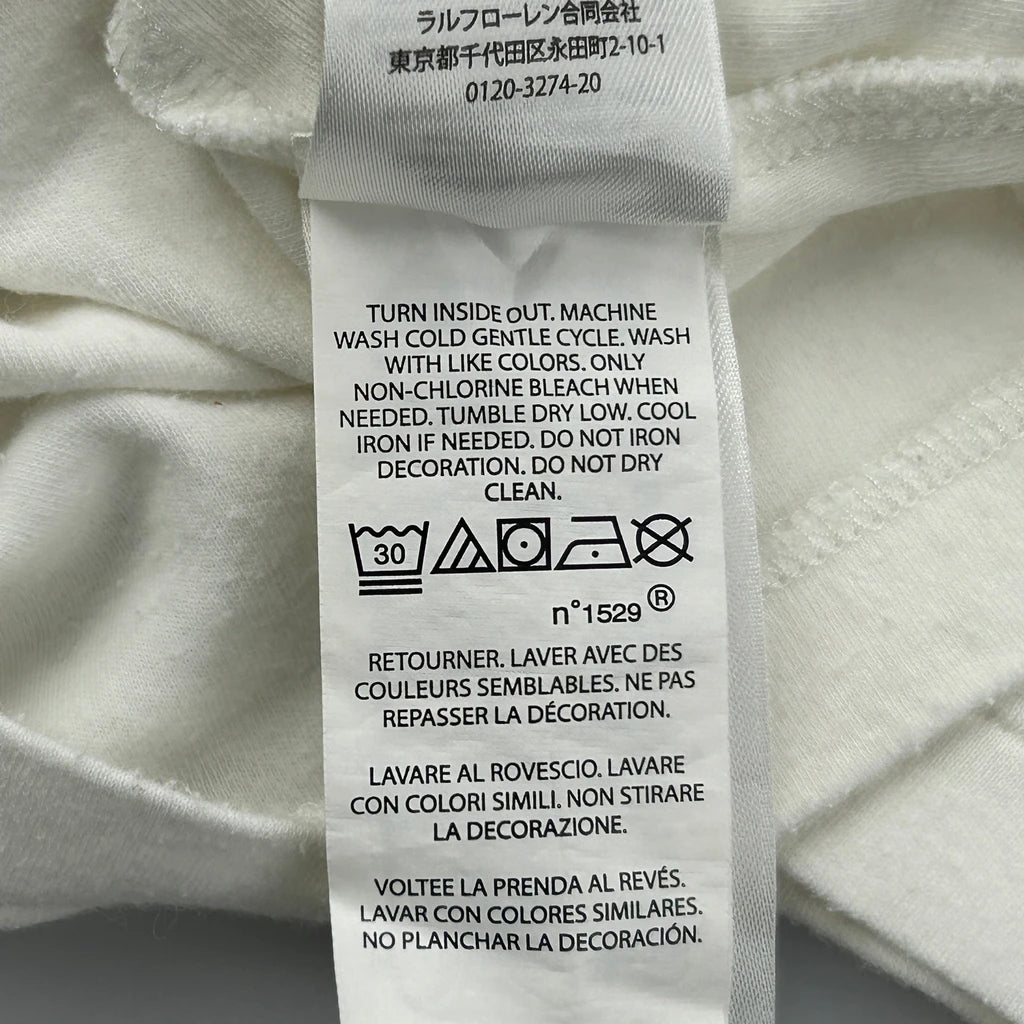 ラルフローレン合同会社
東京都千代田区永田町2-10-1
0120-3274-20
TURN INSIDE OUT. MACHINE
WASH COLD GENTLE CYCLE. WASH
WITH LIKE COLORS. ONLY
NON-CHLORINE BLEACH WHEN
NEEDED. TUMBLE DRY LOW. COOL
IRON IF NEEDED. DO NOT IRON
DECORATION. DO NOT DRY
CLEAN.
30
n°1529®
RETOURNER. LAVER AVEC DES
COULEURS SEMBLABLES. NE PAS
REPASSER LA DÉCORATION.
LAVARE AL ROVESCIO. LAVARE
CON COLORI SIMILI. NON STIRARE
LA DECORAZIONE.
VOLTEE LA PRENDA AL REVÉS.
LAVAR CON COLORES SIMILARES.
NO PLANCHAR LA DECORACIÓN.